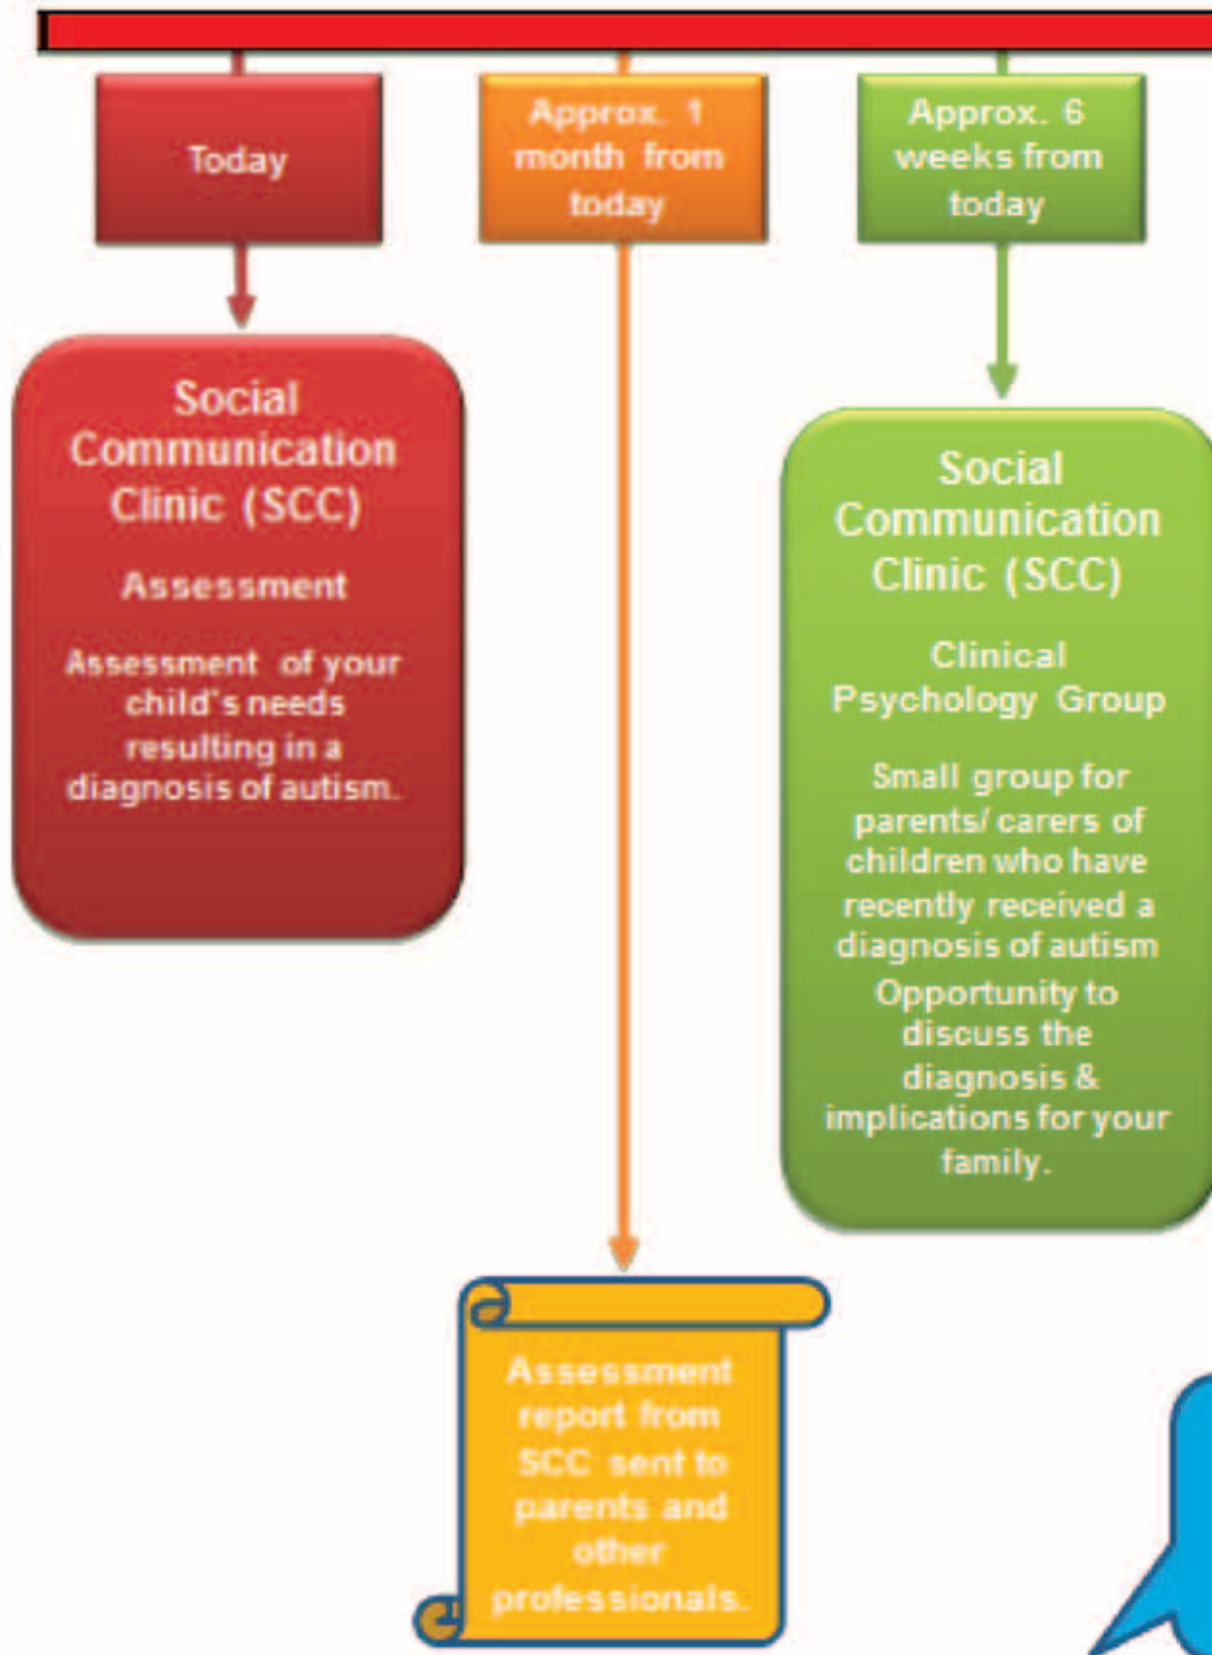 Today
Approx. 1
month from
today
Approx. 6
weeks from
today
Social
Communication
Clinic (SCC)
Assessment
Assessment of your
child's needs
resulting in a
diagnosis of autism.
Social
Communication
Clinic (SCC)
Clinical
Psychology Group
Small group for
parents/ carers of
children who have
recently received a
diagnosis of autism
Opportunity to
discuss the
diagnosis &
implications for your
family.
Assessment
report from
SCC sent to
parents and
other
professionals.